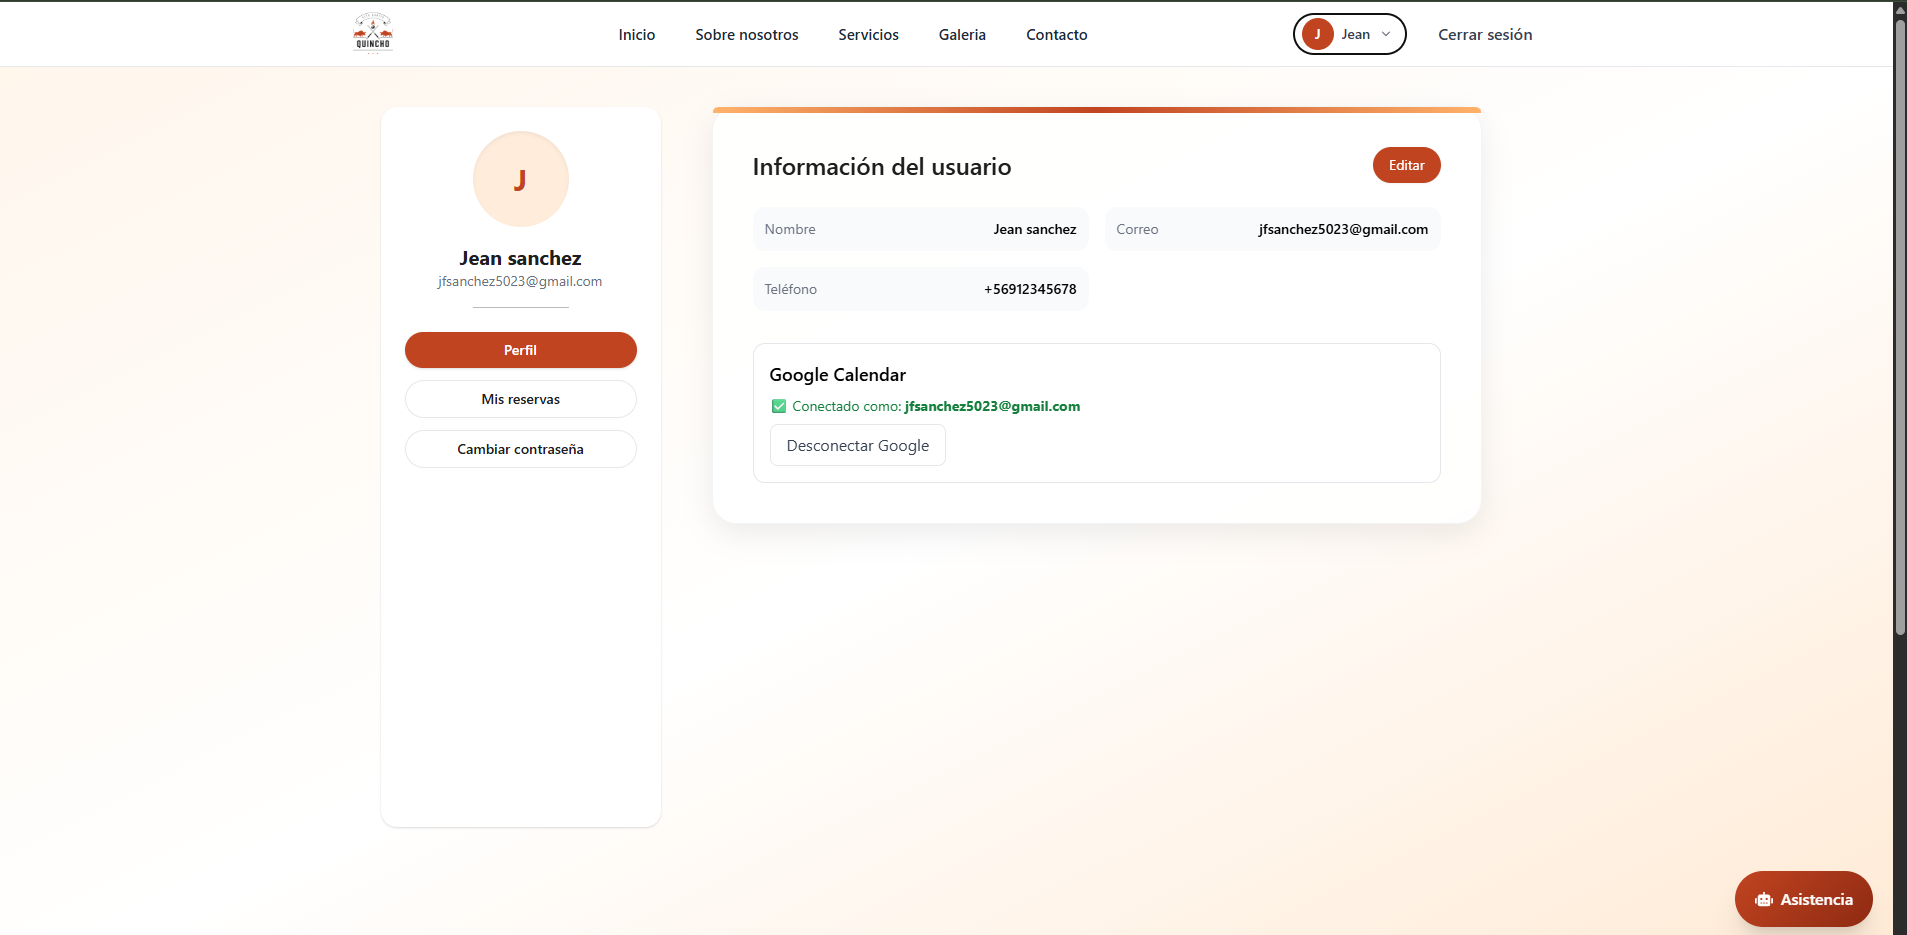 QUINCHO
Inicio
Sobre nosotros
Servicios
Galeria
Contacto
J
Jean
Cerrar sesión
J
Jean sanchez
jfsanchez5023@gmail.com
Perfil
Mis reservas
Cambiar contraseña
Información del usuario
Editar
Nombre
Jean sanchez
Correo
jfsanchez5023@gmail.com
Teléfono
+56912345678
Google Calendar
✅ Conectado como: jfsanchez5023@gmail.com
Desconectar Google
Asistencia